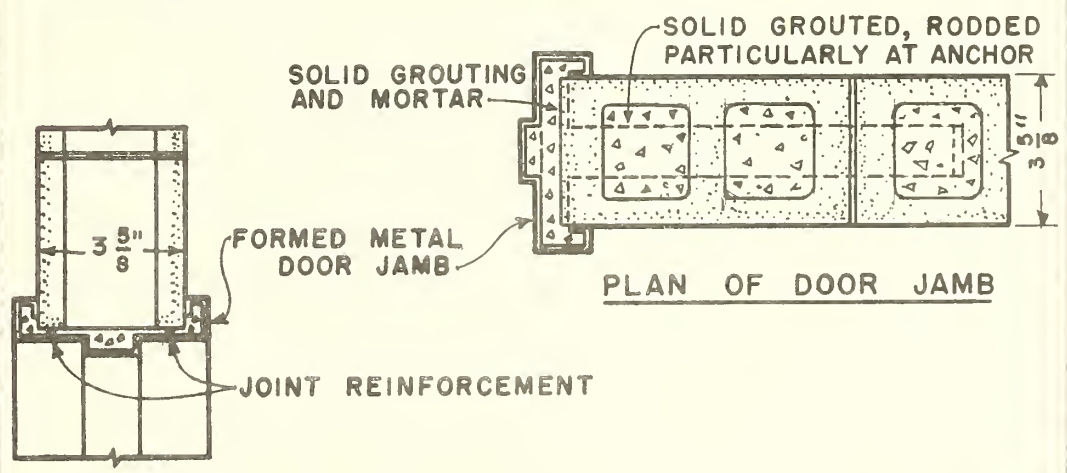 SOLID GROUTED, RODDED
PARTICULARLY AT ANCHOR
SOLID GROUTING
AND MORTAR
3 5/8"
3 5/8"
FORMED METAL
DOOR JAMB
PLAN OF DOOR JAMB
JOINT REINFORCEMENT